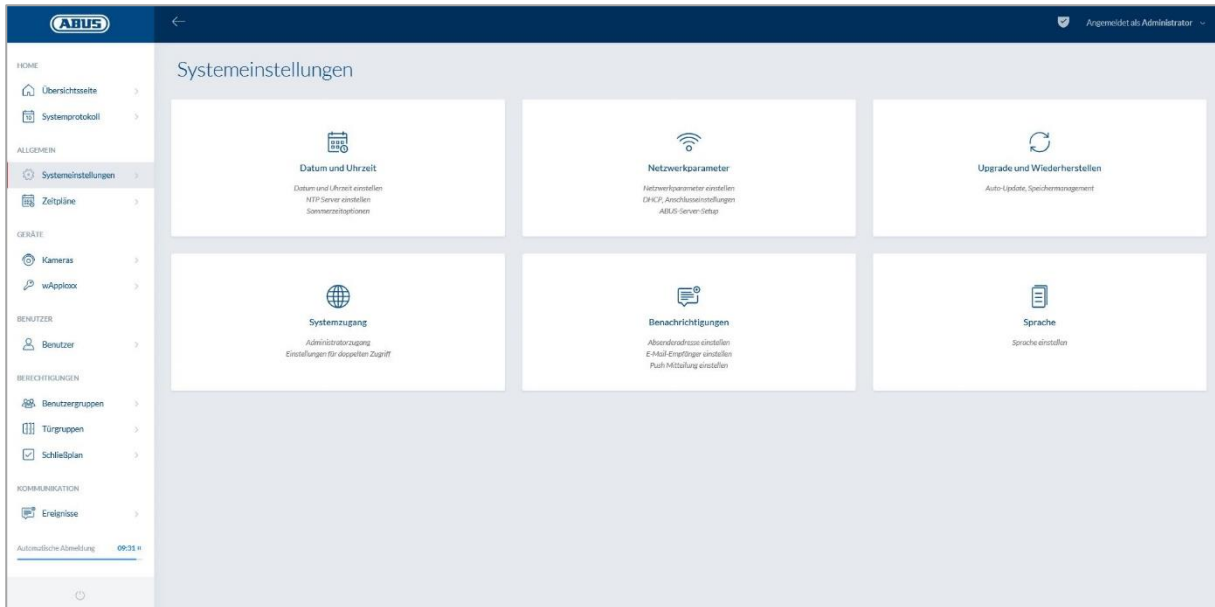 ABUS
Angemeldet als Administrator
HOME
Übersichtsseite
Systemprotokoll
ALLGEMEIN
Systemeinstellungen
Zeitpläne
GERÄTE
Kameras
wApploxx
BENUTZER
Benutzer
BERECHTIGUNGEN
Benutzergruppen
Türgruppen
Schließplan
KOMMUNIKATION
Ereignisse
Automatische Abmeldung 09:31
Systemeinstellungen
Datum und Uhrzeit
Datum und Uhrzeit einstellen
NTP Server einstellen
Sommerzeitoptionen
Netzwerkparameter
Netzwerkparameter einstellen
DHCP, Anschlusseinstellungen
ABUS-Server-Setup
Upgrade und Wiederherstellen
Auto-Update, Speichermanagement
Systemzugang
Administratorzugang
Einstellungen für doppelten Zugriff
Benachrichtigungen
Absenderadresse einstellen
E-Mail-Empfänger einstellen
Push Mitteilung einstellen
Sprache
Sprache einstellen